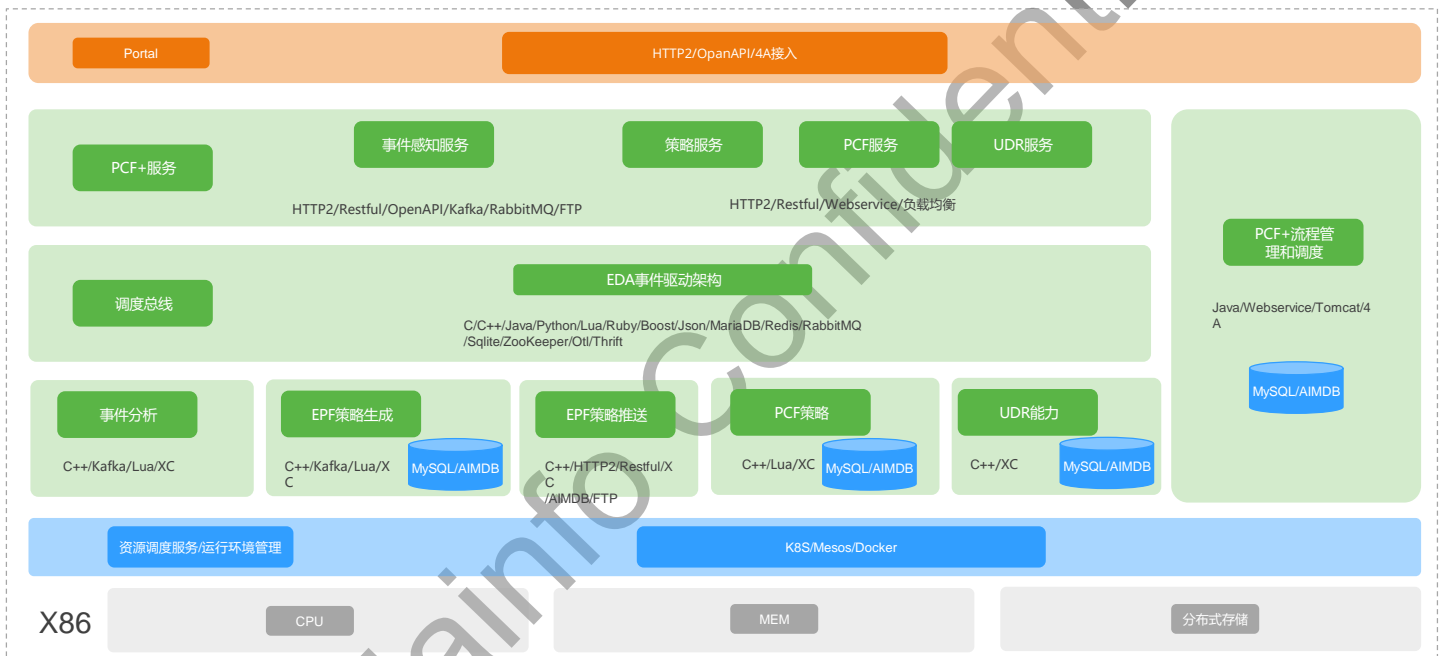 Portal
HTTP2/OpanAPI/4A接入
事件感知服务
策略服务
PCF服务
UDR服务
PCF+服务
HTTP2/Restful/OpenAPI/Kafka/RabbitMQ/FTP
HTTP2/Restful/Webservice/负载均衡
EDA事件驱动架构
调度总线
C/C++/Java/Python/Lua/Ruby/Boost/Json/MariaDB/Redis/RabbitMQ
/Sqlite/ZooKeeper/Otl/Thrift
PCF+流程管
理和调度
Java/Webservice/Tomcat/4
A
MySQL/AIMDB
事件分析
C++/Kafka/Lua/XC
EPF策略生成
C++/Kafka/Lua/X
C
MySQL/AIMDB
EPF策略推送
C++/HTTP2/Restful/X
C
/AIMDB/FTP
PCF策略
C++/Lua/XC
MySQL/AIMDB
UDR能力
C++/XC
MySQL/AIMDB
资源调度服务/运行环境管理
K8S/Mesos/Docker
X86
CPU
MEM
分布式存储